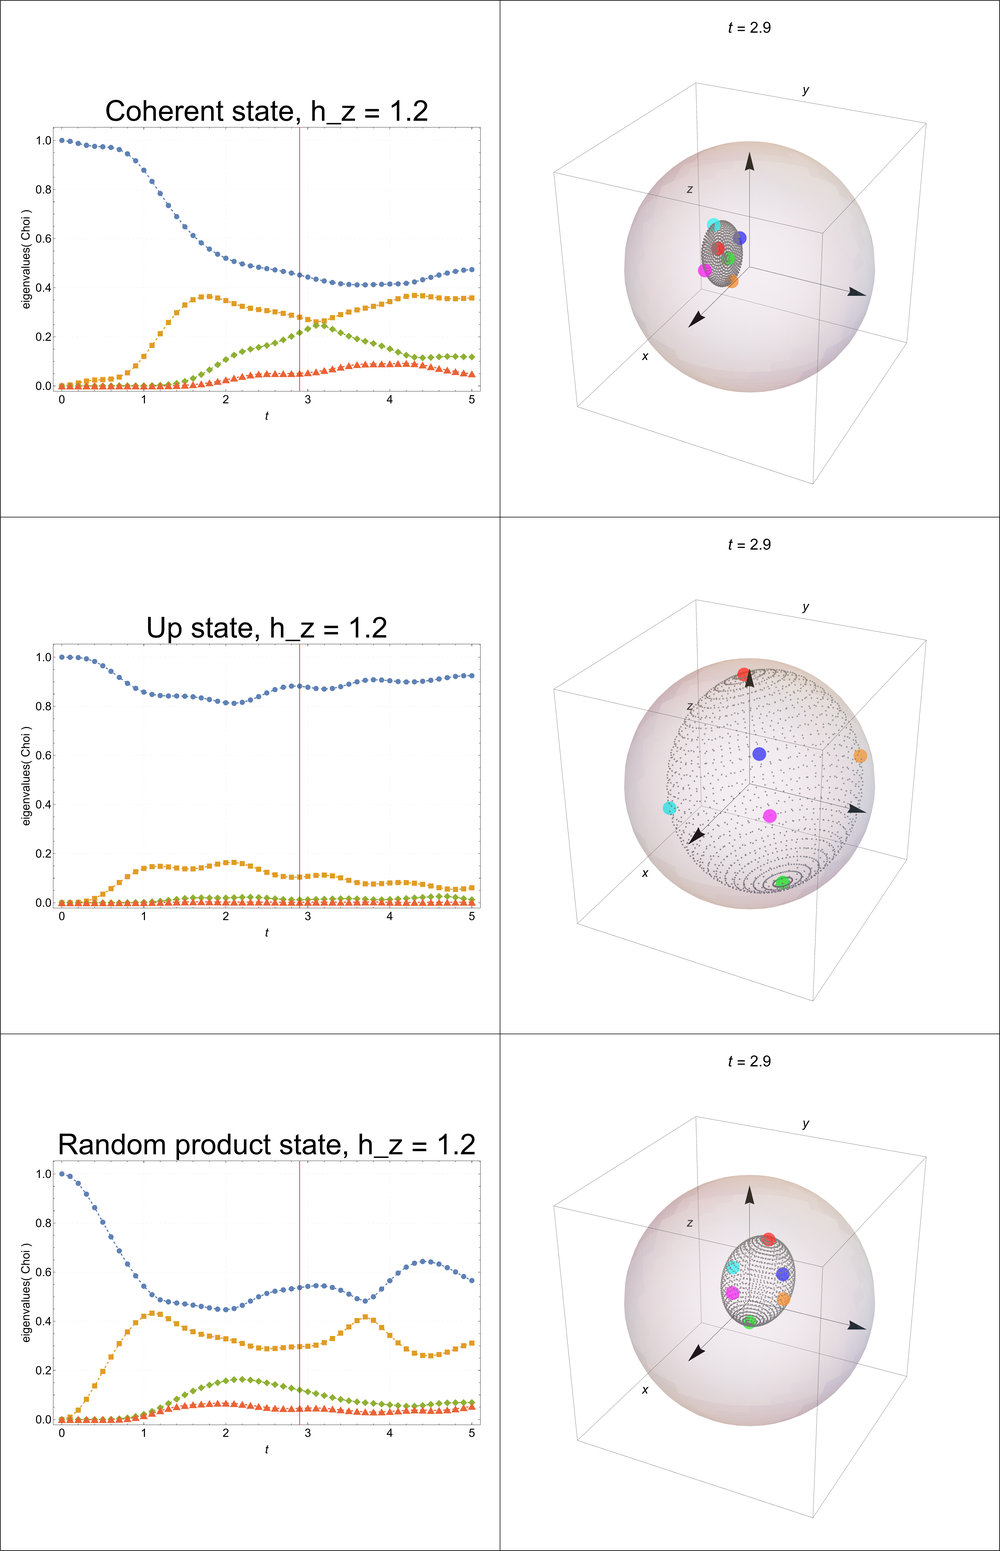 Coherent state, h_z = 1.2
eigenvalues( Choi )
1.0
0.8
0.6
0.4
0.2
0.0
0 1 2 3 4 5
t
t = 2.9
y
z
x
Up state, h_z = 1.2
eigenvalues( Choi )
1.0
0.8
0.6
0.4
0.2
0.0
0 1 2 3 4 5
t
t = 2.9
y
z
x
Random product state, h_z = 1.2
eigenvalues( Choi )
1.0
0.8
0.6
0.4
0.2
0.0
0 1 2 3 4 5
t
t = 2.9
y
z
x